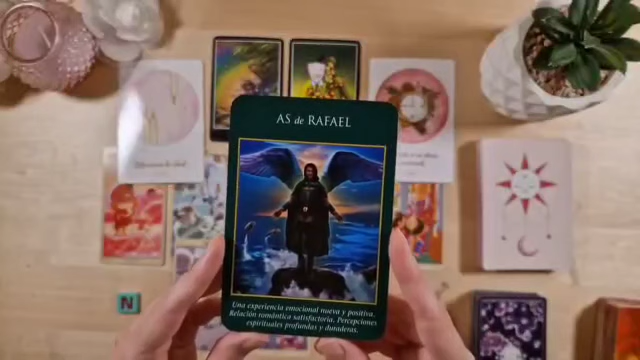 AS de RAFAEL
Una experiencia emocional nueva y positiva.
Relación romántica satisfactoria. Percepciones
espirituales profundas y duraderas.
N